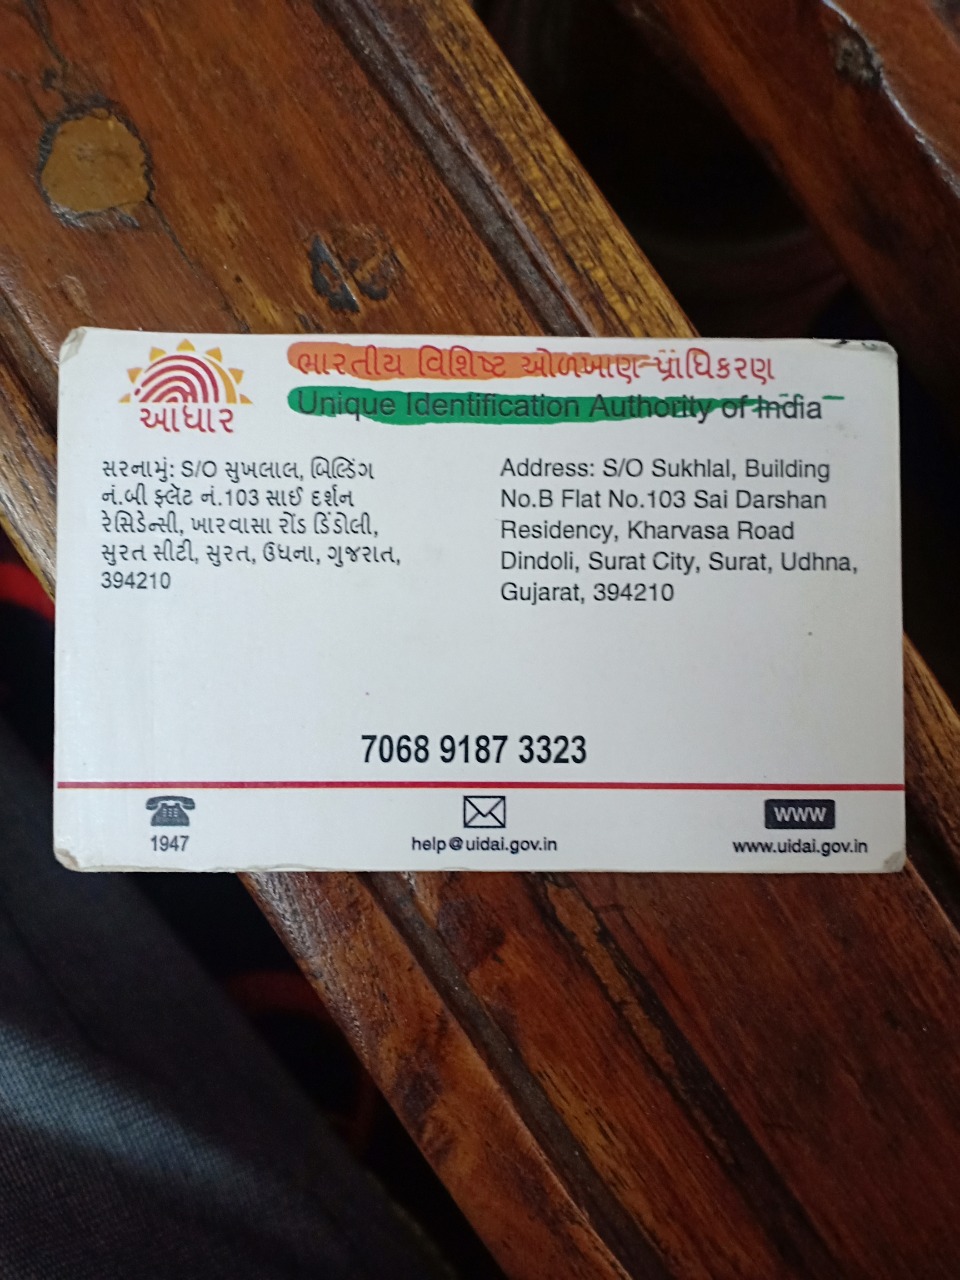 આધાર
ભારતીય વિશિષ્ટ ઓળખાણ પ્રાધિકરણ
Unique Identification Authority of India
સરનામું: S/O સુખલાલ, બિલ્ડિંગ
નં.બી ફ્લૅટ નં.103 સાઈ દર્શન
રેસિડેન્સી, ખારવાસા રોડ ડિંડોલી,
સુરત સીટી, સુરત, ઉધના, ગુજરાત,
394210
Address: S/O Sukhlal, Building
No.B Flat No.103 Sai Darshan
Residency, Kharvasa Road
Dindoli, Surat City, Surat, Udhna,
Gujarat, 394210
7068 9187 3323
1947
help@uidai.gov.in
www
www.uidai.gov.in